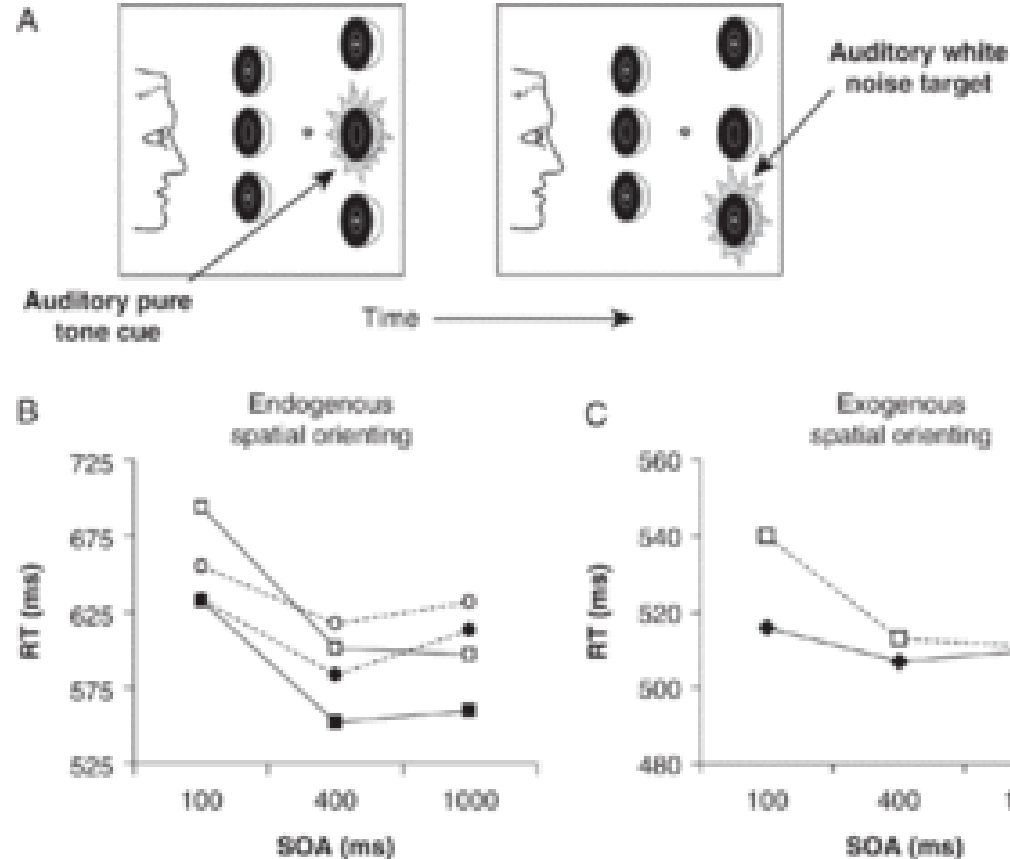 A
Auditory white
noise target
Auditory pure
tone cue
Time
B
Endogenous
spatial orienting
725
675
625
575
525
RT (ms)
100 400 1000
SOA (ms)
C
Exogenous
spatial orienting
560
540
520
500
480
RT (ms)
100 400 1
SOA (ms)